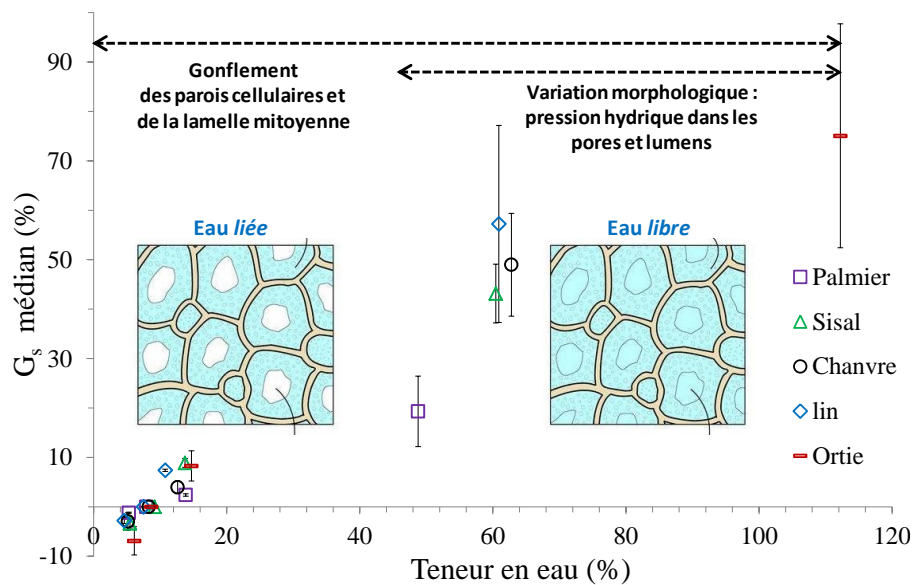 90
70
50
30
10
-10
G_s médian (%)
Gonflement
des parois cellulaires et
de la lamelle mitoyenne
Variation morphologique :
pression hydrique dans les
pores et lumens
Eau liée
Eau libre
Palmier
Sisal
Chanvre
lin
Ortie
0
20
40
60
80
100
120
Teneur en eau (%)